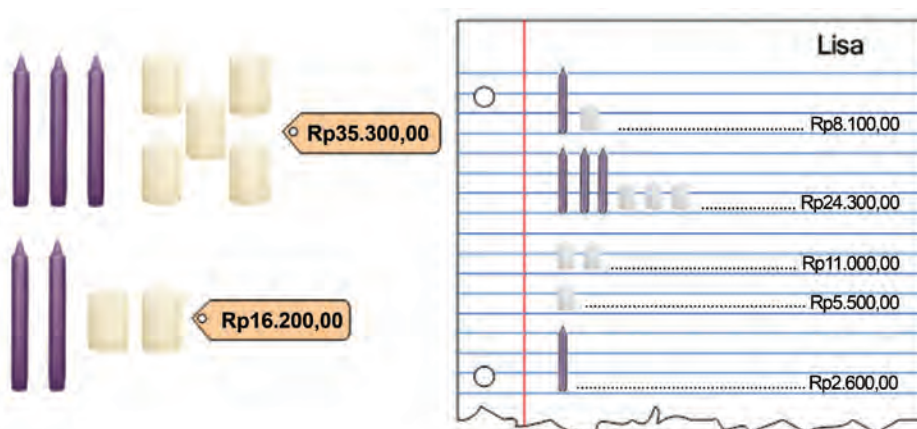 Rp35.300,00
Rp16.200,00
Lisa
.......................... Rp8.100,00
.............. Rp24.300,00
............................ Rp11.000,00
................................. Rp5.500,00
.................................. Rp2.600,00